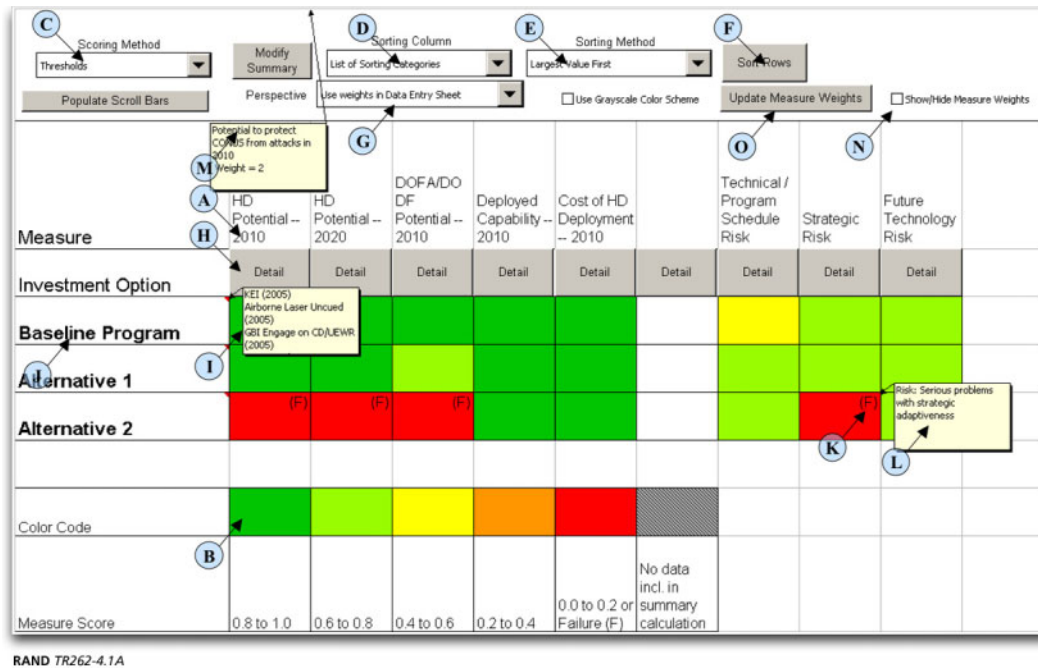 C
D
E
F
Scoring Method
Sorting Column
Sorting Method
Thresholds
Modify
Summary
List of Sorting Categories
Largest Value First
Sort Rows
Populate Scroll Bars
Perspective
Use weights in Data Entry Sheet
Use Grayscale Color Scheme
Update Measure Weights
Show/Hide Measure Weights
G
O
N
Potential to protect
CONUS from attacks in
2010
Weight = 2
M
A
H
Measure
HD
Potential --
2010
HD
Potential --
2020
DOFA/DO
DF
Potential --
2010
Deployed
Capability --
2010
Cost of HD
Deployment
-- 2010
Technical /
Program
Schedule
Risk
Strategic
Risk
Future
Technology
Risk
Investment Option
Detail Detail Detail Detail Detail Detail Detail Detail Detail
KEI (2005)
Airborne Laser Uncued
(2005)
GBI Engage on CD/UEWR
(2005)
Baseline Program
J
I
Alternative 1
Alternative 2
(F) (F) (F) (F)
Risk: Serious problems
with strategic
adaptiveness
K
L
Color Code
B
Measure Score
0.8 to 1.0
0.6 to 0.8
0.4 to 0.6
0.2 to 0.4
0.0 to 0.2 or
Failure (F)
No data
incl. in
summary
calculation
RAND TR262-4.1A